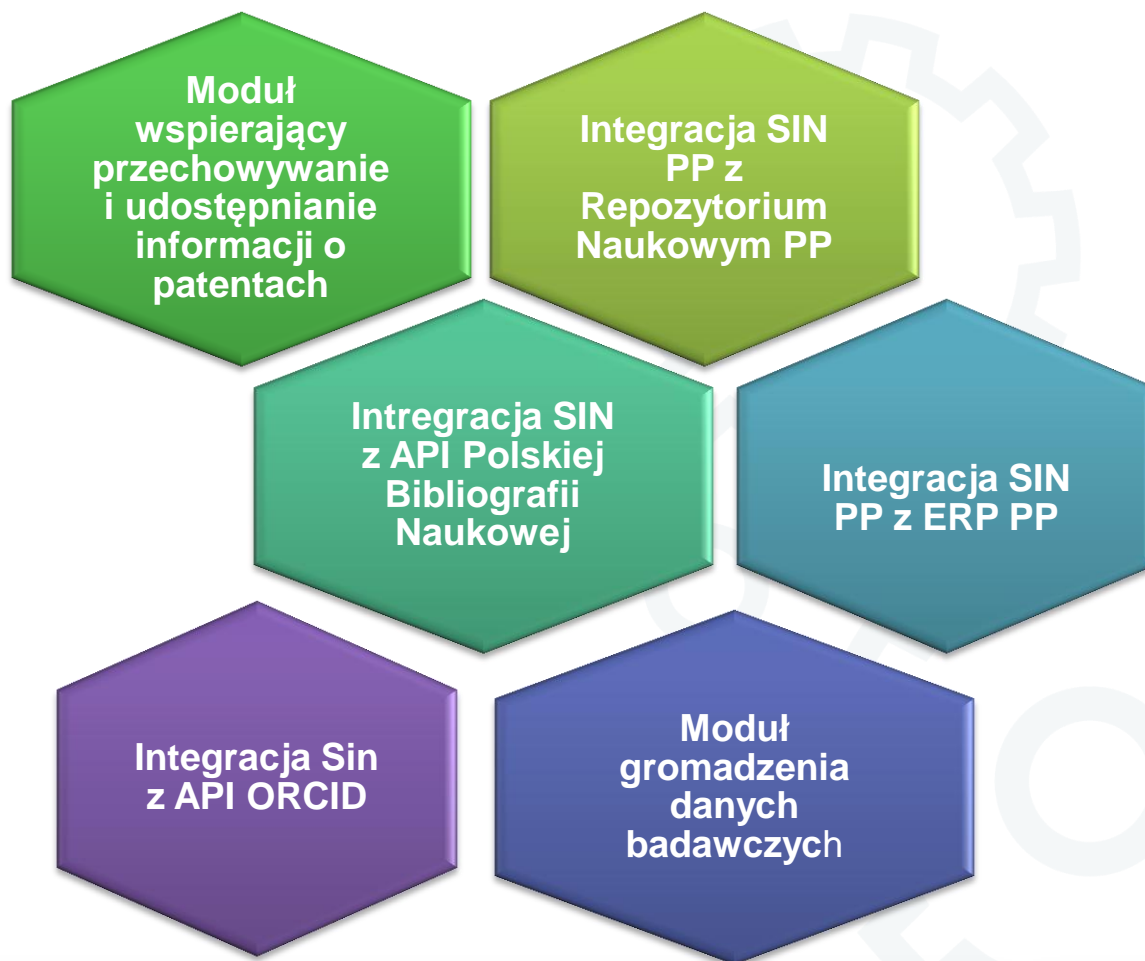 Moduł
wspierający
przechowywanie
i udostępnianie
informacji o
patentach
Integracja SIN
PP z
Repozytorium
Naukowym PP
Intregracja SIN
z API Polskiej
Bibliografii
Naukowej
Integracja SIN
PP z ERP PP
Integracja Sin
z API ORCID
Moduł
gromadzenia
danych
badawczych